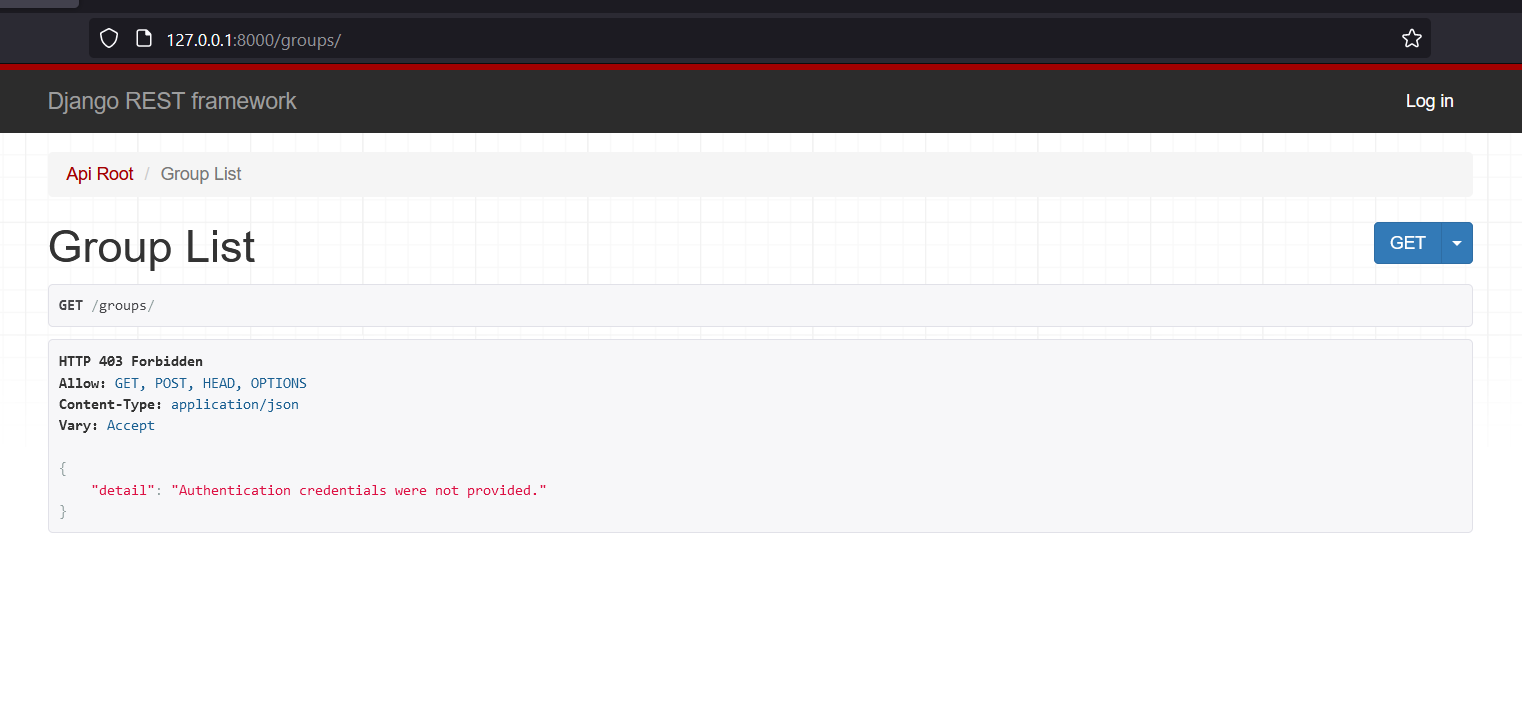 127.0.0.1:8000/groups/
Django REST framework
Log in
Api Root / Group List
Group List
GET
GET /groups/
HTTP 403 Forbidden
Allow: GET, POST, HEAD, OPTIONS
Content-Type: application/json
Vary: Accept
{
    "detail": "Authentication credentials were not provided."
}